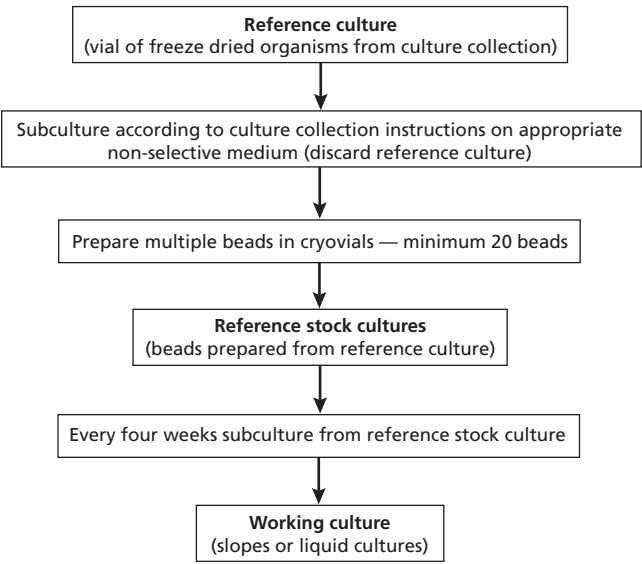 Reference culture
(vial of freeze dried organisms from culture collection)
Subculture according to culture collection instructions on appropriate
non-selective medium (discard reference culture)
Prepare multiple beads in cryovials — minimum 20 beads
Reference stock cultures
(beads prepared from reference culture)
Every four weeks subculture from reference stock culture
Working culture
(slopes or liquid cultures)